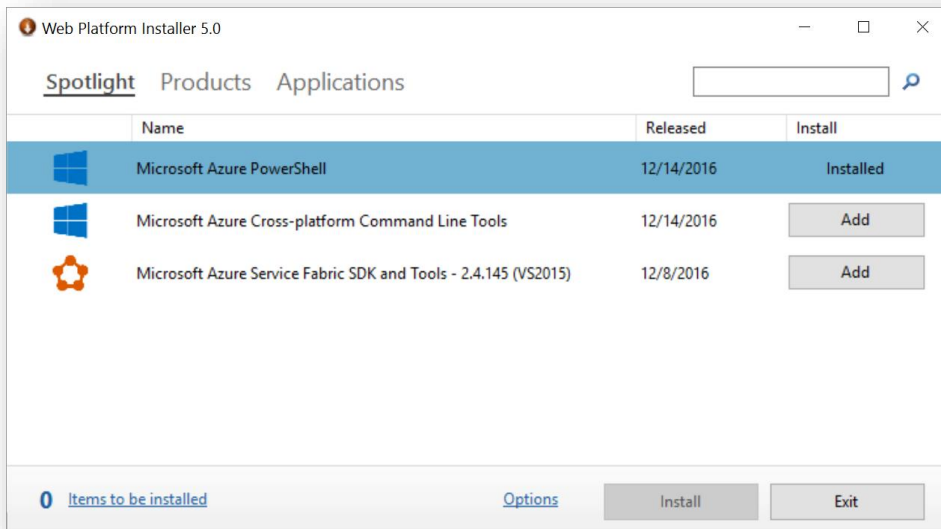 Web Platform Installer 5.0
Spotlight Products Applications
Name Released Install
Microsoft Azure PowerShell 12/14/2016 Installed
Microsoft Azure Cross-platform Command Line Tools 12/14/2016 Add
Microsoft Azure Service Fabric SDK and Tools - 2.4.145 (VS2015) 12/8/2016 Add
0 Items to be installed Options Install Exit